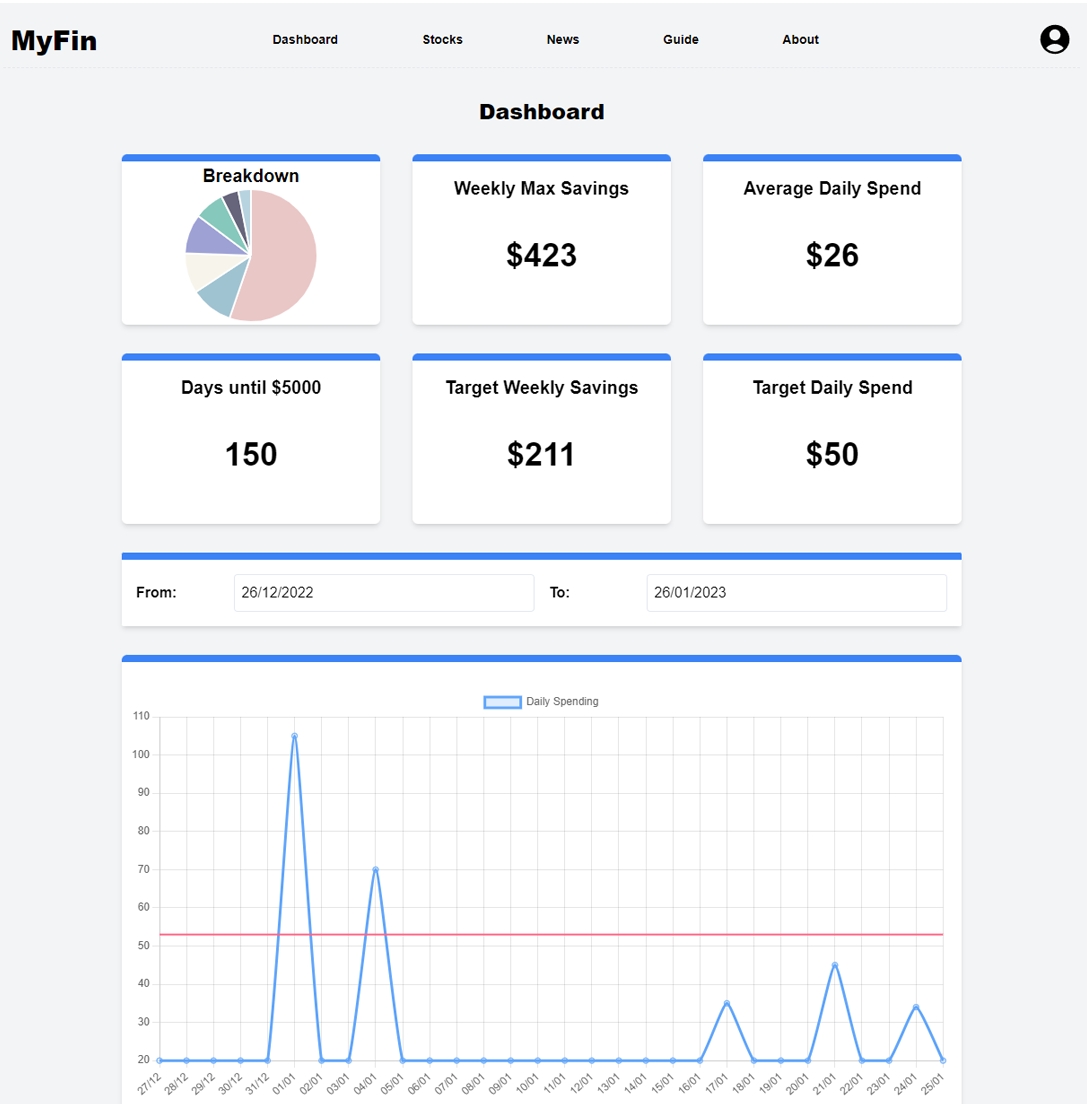 MyFin
Dashboard Stocks News Guide About
Dashboard
Breakdown
Weekly Max Savings
$423
Average Daily Spend
$26
Days until $5000
150
Target Weekly Savings
$211
Target Daily Spend
$50
From: 26/12/2022 To: 26/01/2023
Daily Spending
110
100
90
80
70
60
50
40
30
20
27/12 28/12 29/12 30/12 31/12 01/01 02/01 03/01 04/01 05/01 06/01 07/01 08/01 09/01 10/01 11/01 12/01 13/01 14/01 15/01 16/01 17/01 18/01 19/01 20/01 21/01 22/01 23/01 24/01 25/01